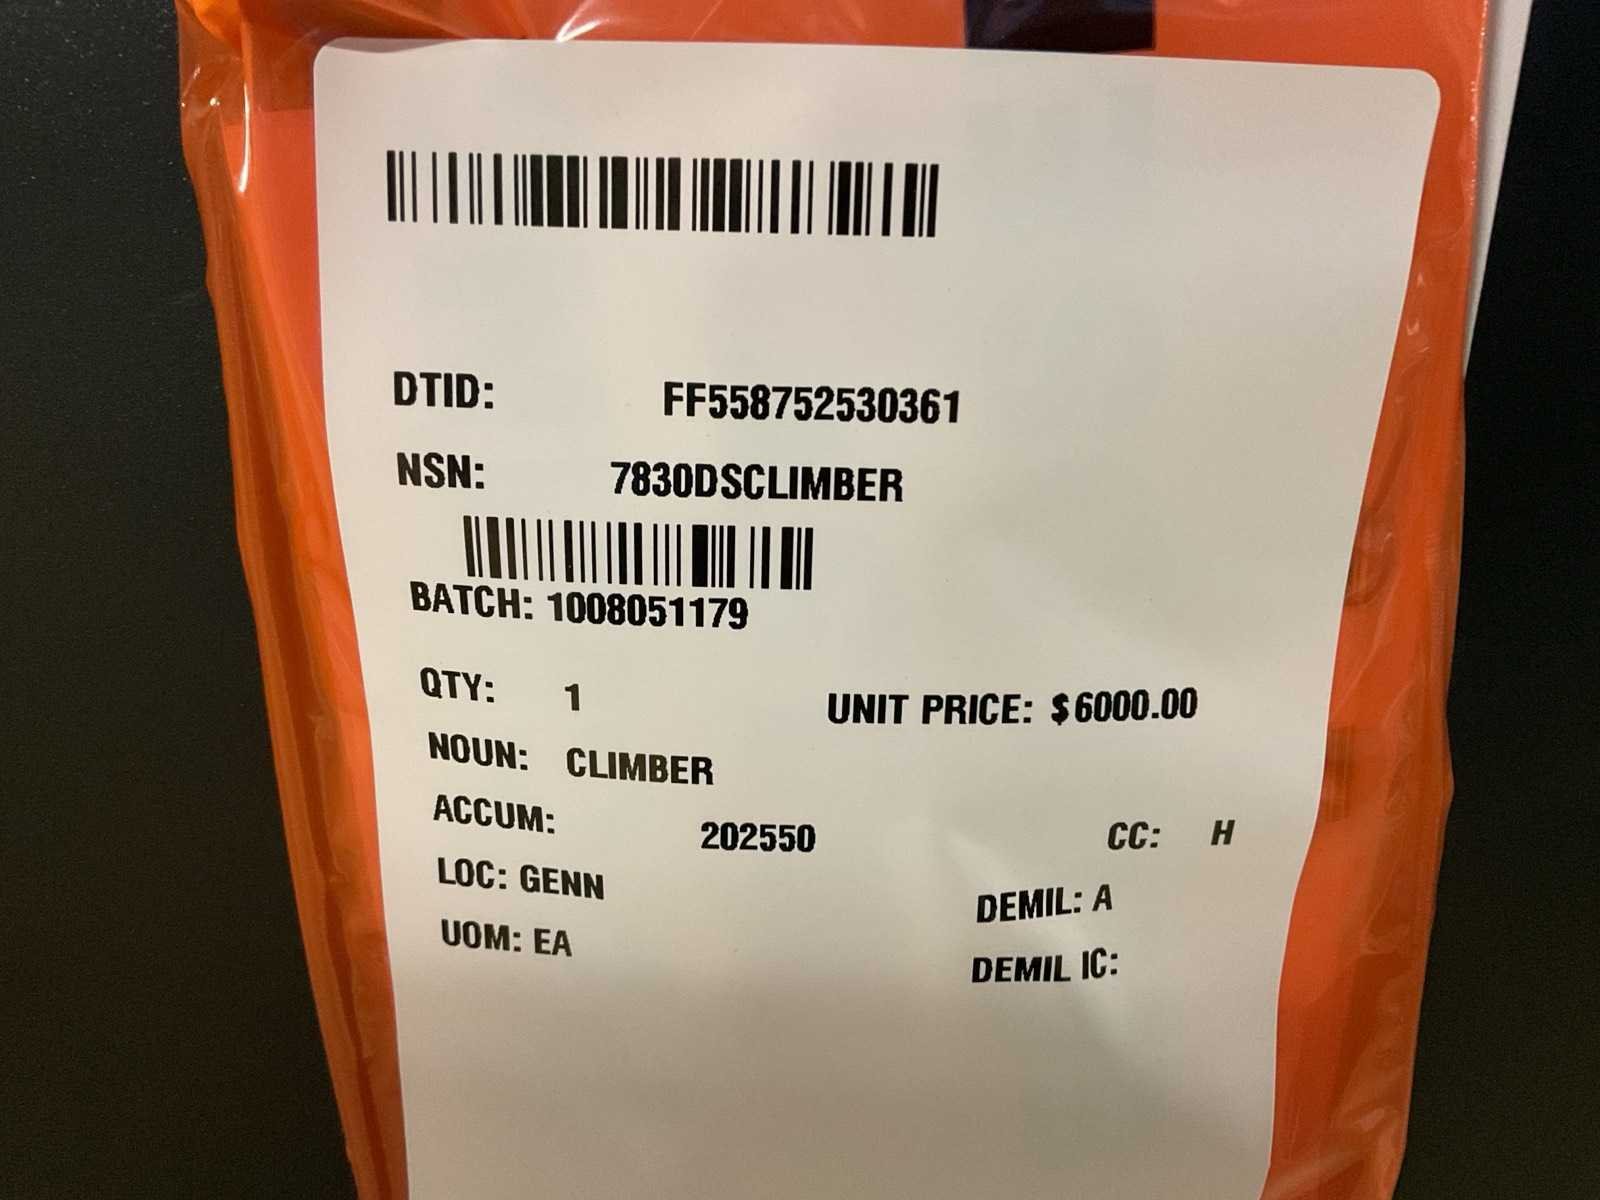 DTID: FF558752530361
NSN: 7830DSCLIMBER
BATCH: 1008051179
QTY: 1 UNIT PRICE: $6000.00
NOUN: CLIMBER
ACCUM: 202550 CC: H
LOC: GENN DEMIL: A
UOM: EA DEMIL IC: